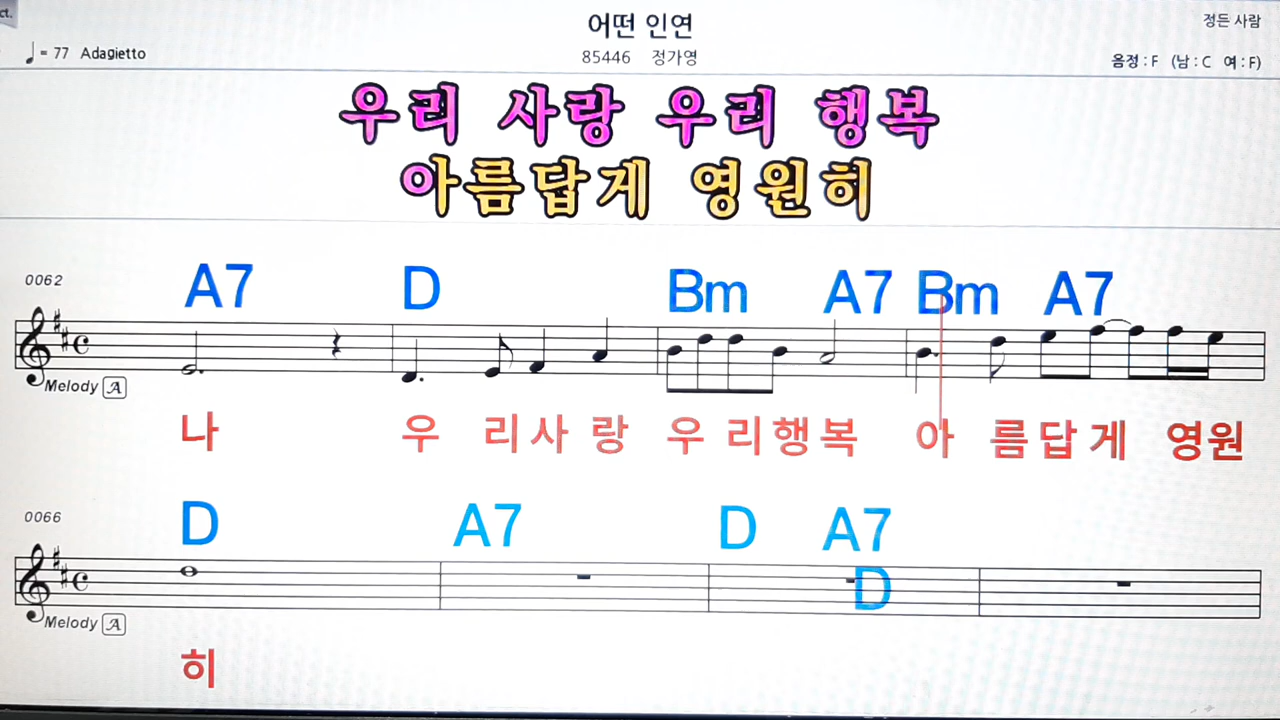 ct.
어떤 인연
정든 사람
♩ = 77 Adagietto
85446 정가영
음정 : F (남 : C 여 : F)
우리 사랑 우리 행복
아름답게 영원히
0062
A7 D Bm A7 Bm A7
Melody A
나 우 리 사 랑 우 리 행 복 아 름 답 게 영 원
0066
D A7 D A7
D
Melody A
히